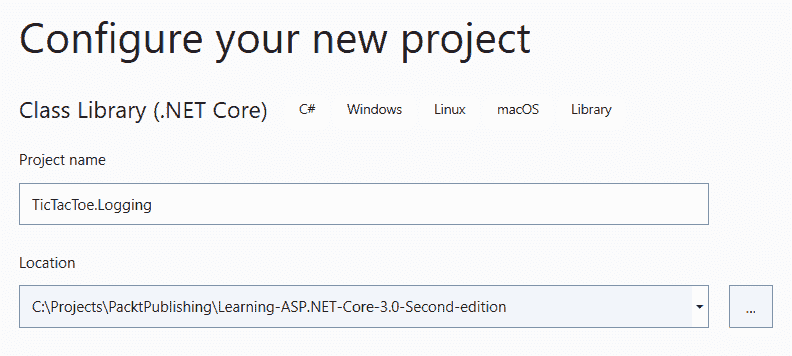 Configure your new project
Class Library (.NET Core) C# Windows Linux macOS Library
Project name
TicTacToe.Logging
Location
C:\Projects\PacktPublishing\Learning-ASP.NET-Core-3.0-Second-edition ...